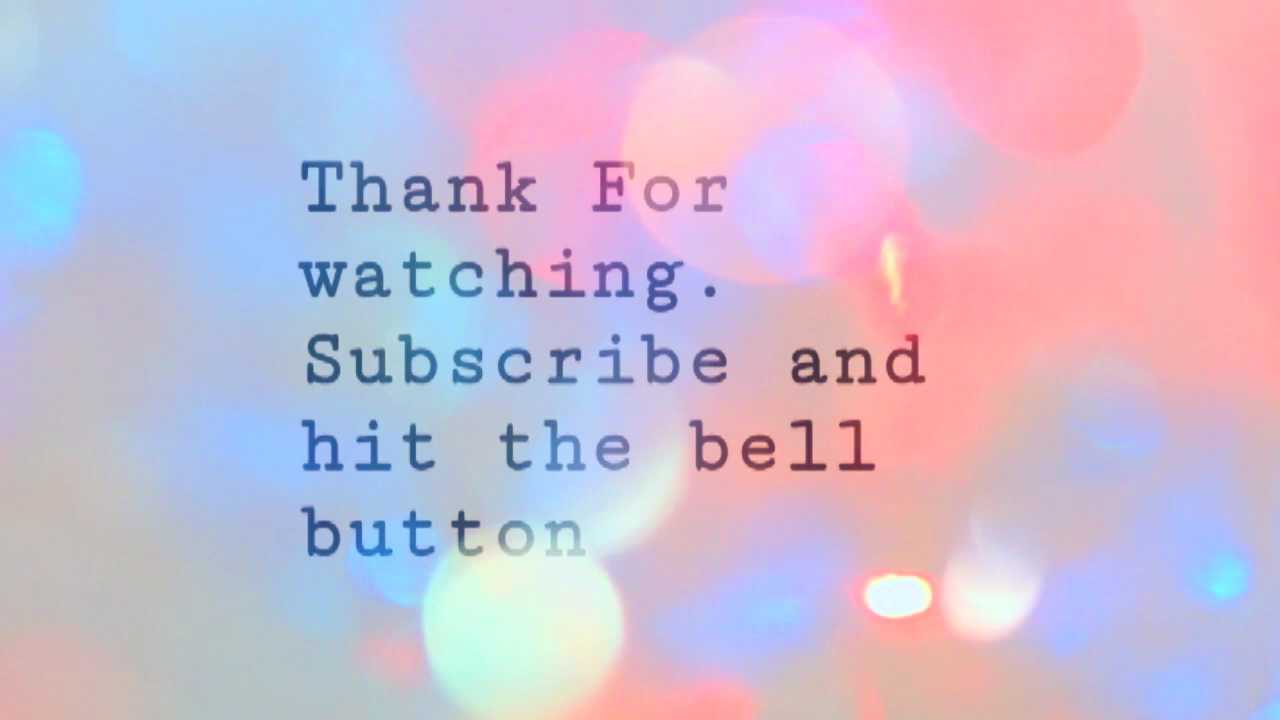 Thank For
watching.
Subscribe and
hit the bell
button